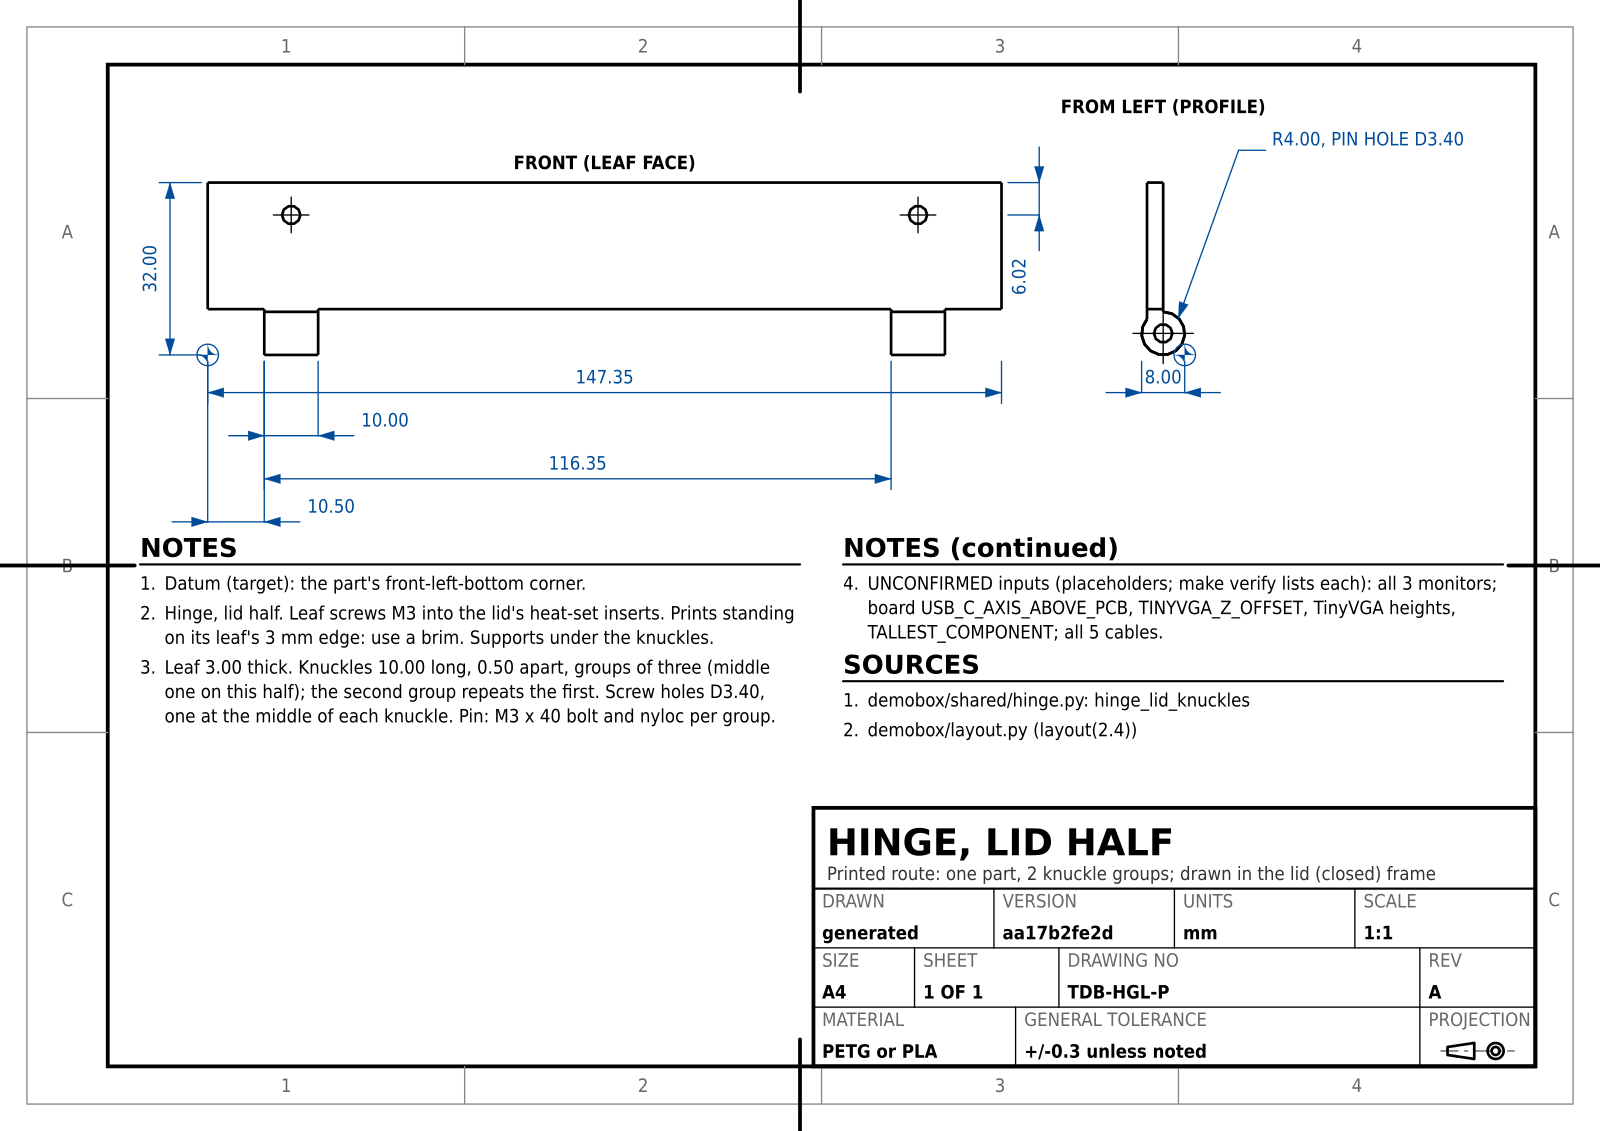 1 2 3 4
FROM LEFT (PROFILE)
R4.00, PIN HOLE D3.40
FRONT (LEAF FACE)
A A
32.00
6.02
147.35
8.00
10.00
116.35
10.50
B B
NOTES
1. Datum (target): the part's front-left-bottom corner.
2. Hinge, lid half. Leaf screws M3 into the lid's heat-set inserts. Prints standing
on its leaf's 3 mm edge: use a brim. Supports under the knuckles.
3. Leaf 3.00 thick. Knuckles 10.00 long, 0.50 apart, groups of three (middle
one on this half); the second group repeats the first. Screw holes D3.40,
one at the middle of each knuckle. Pin: M3 x 40 bolt and nyloc per group.
NOTES (continued)
4. UNCONFIRMED inputs (placeholders; make verify lists each): all 3 monitors;
board USB_C_AXIS_ABOVE_PCB, TINYVGA_Z_OFFSET, TinyVGA heights,
TALLEST_COMPONENT; all 5 cables.
SOURCES
1. demobox/shared/hinge.py: hinge_lid_knuckles
2. demobox/layout.py (layout(2.4))
C C
HINGE, LID HALF
Printed route: one part, 2 knuckle groups; drawn in the lid (closed) frame
DRAWN VERSION UNITS SCALE
generated aa17b2fe2d mm 1:1
SIZE SHEET DRAWING NO REV
A4 1 OF 1 TDB-HGL-P A
MATERIAL GENERAL TOLERANCE PROJECTION
PETG or PLA +/-0.3 unless noted
1 2 3 4